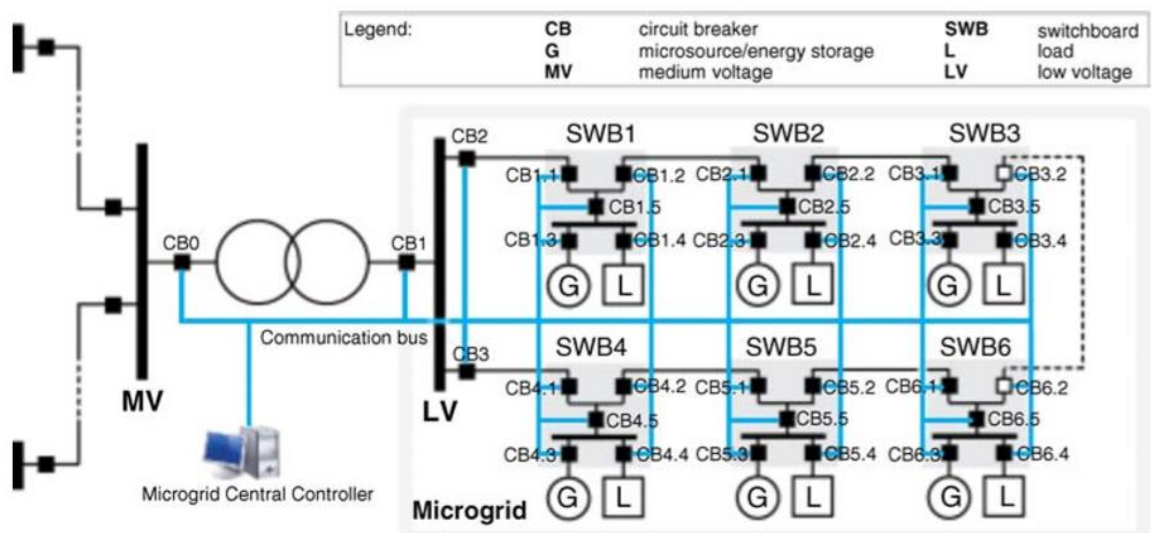 Legend: CB circuit breaker SWB switchboard
G microsource/energy storage L load
MV medium voltage LV low voltage
CB2 SWB1 SWB2 SWB3
CB1.1 CB1.2 CB2.1 CB2.2 CB3.1 CB3.2
CB1.5 CB2.5 CB3.5
CB0 CB1 CB1.3 CB1.4 CB2.3 CB2.4 CB3.3 CB3.4
G L G L G L
Communication bus
CB3 SWB4 SWB5 SWB6
CB4.1 CB4.2 CB5.1 CB5.2 CB6.1 CB6.2
MV LV CB4.5 CB5.5 CB6.5
CB4.3 CB4.4 CB5.3 CB5.4 CB6.3 CB6.4
Microgrid Central Controller
Microgrid G L G L G L